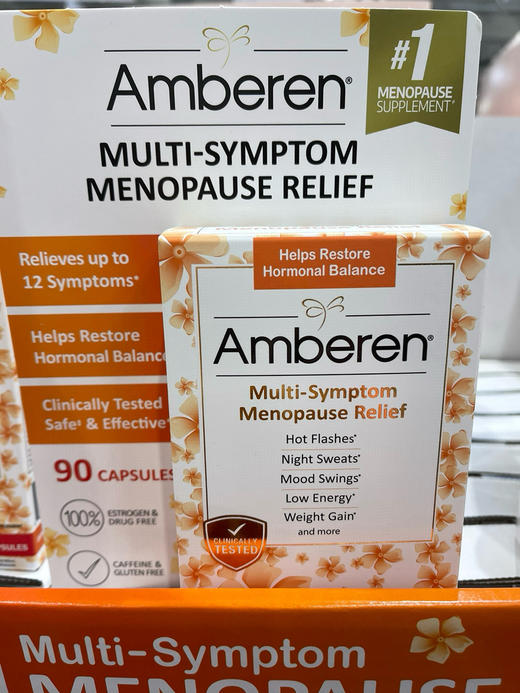 Amberen®
#1
MENOPAUSE
SUPPLEMENT
MULTI-SYMPTOM
MENOPAUSE RELIEF
Relieves up to
12 Symptoms*
Helps Restore
Hormonal Balance
Clinically Tested
Safe‡ & Effective*
90 CAPSULES
100%
ESTROGEN &
DRUG FREE
CAFFEINE &
GLUTEN FREE
Helps Restore
Hormonal Balance
Amberen®
Multi-Symptom
Menopause Relief
Hot Flashes*
Night Sweats*
Mood Swings*
Low Energy*
Weight Gain*
and more
CLINICALLY
TESTED
Multi-Symptom
MENOPAUSE